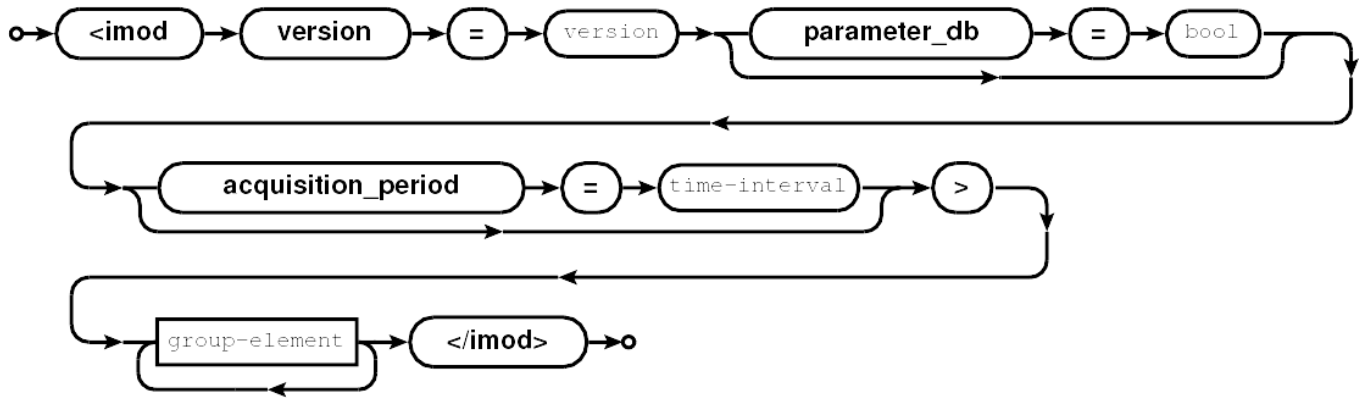 <imod version = version parameter_db = bool
acquisition_period = time-interval >
group-element </imod>